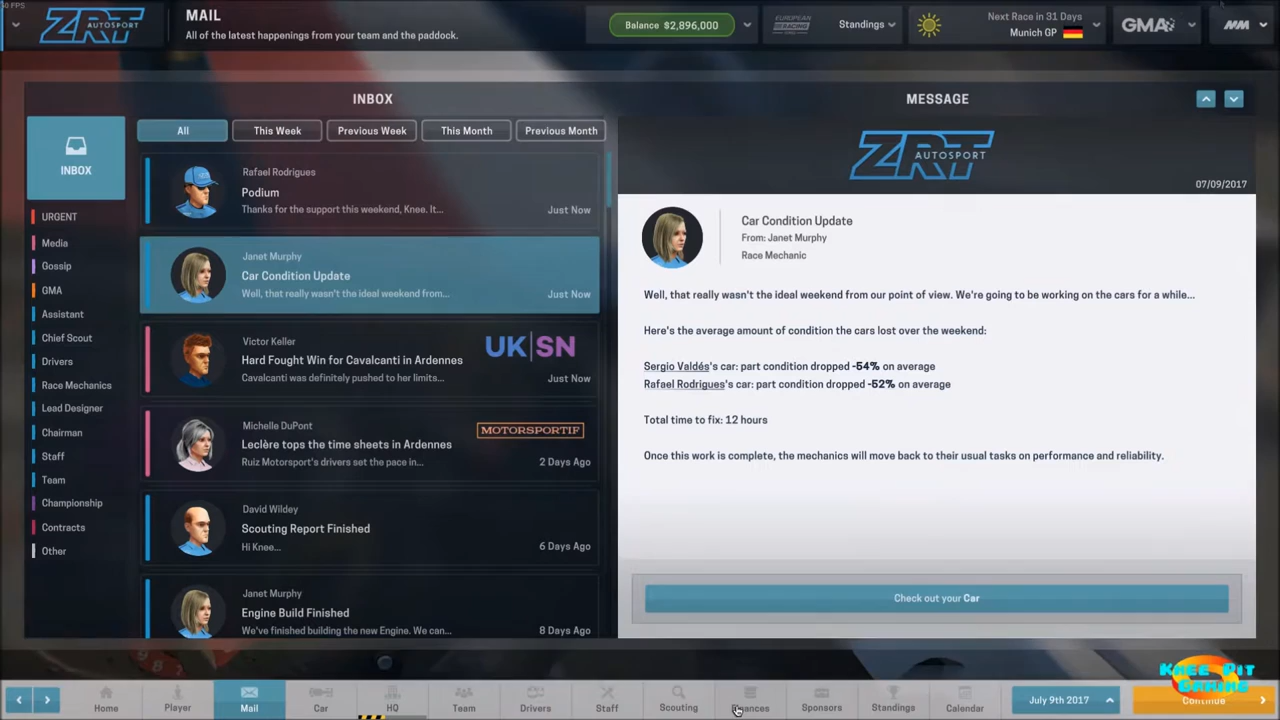 ZRT AUTOSPORT
MAIL
All of the latest happenings from your team and the paddock.
Balance $2,896,000
EUROPEAN
Standings
Next Race in 31 Days
Munich GP
GMA
INBOX
MESSAGE
INBOX
URGENT
Media
Gossip
GMA
Assistant
Chief Scout
Drivers
Race Mechanics
Lead Designer
Chairman
Staff
Team
Championship
Contracts
Other
All
This Week
Previous Week
This Month
Previous Month
Rafael Rodrigues
Podium
Thanks for the support this weekend, Knee. It...
Just Now
Janet Murphy
Car Condition Update
Well, that really wasn't the ideal weekend from...
Just Now
Victor Keller
UK|SN
Hard Fought Win for Cavalcanti in Ardennes
Cavalcanti was definitely pushed to her limits...
Just Now
Michelle DuPont
MOTORSPORTIF
Leclère tops the time sheets in Ardennes
Ruiz Motorsport's drivers set the pace in...
2 Days Ago
David Wildey
Scouting Report Finished
Hi Knee...
6 Days Ago
Janet Murphy
Engine Build Finished
We've finished building the new Engine. We can...
8 Days Ago
ZRT AUTOSPORT
07/09/2017
Car Condition Update
From: Janet Murphy
Race Mechanic
Well, that really wasn't the ideal weekend from our point of view. We're going to be working on the cars for a while...
Here's the average amount of condition the cars lost over the weekend:
Sergio Valdés's car: part condition dropped -54% on average
Rafael Rodrigues's car: part condition dropped -52% on average
Total time to fix: 12 hours
Once this work is complete, the mechanics will move back to their usual tasks on performance and reliability.
Check out your Car
KNEE PIT
GAMING
Home
Player
Mail
Car
HQ
Team
Drivers
Staff
Scouting
Finances
Sponsors
Standings
Calendar
July 9th 2017
Continue